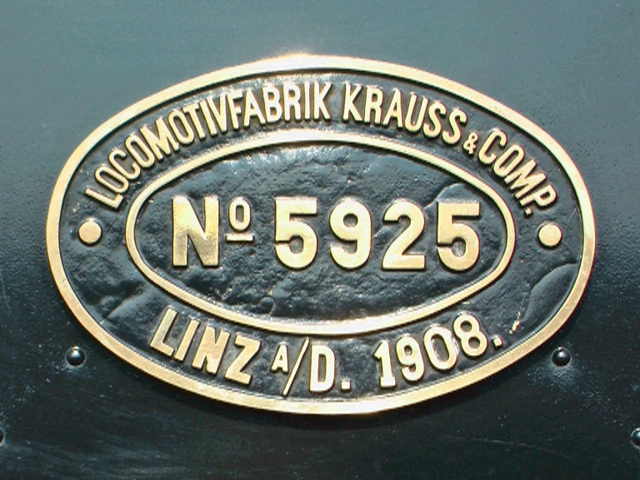 LOCOMOTIVFABRIK KRAUSS & COMP.
Nº 5925
LINZ A/D. 1908.